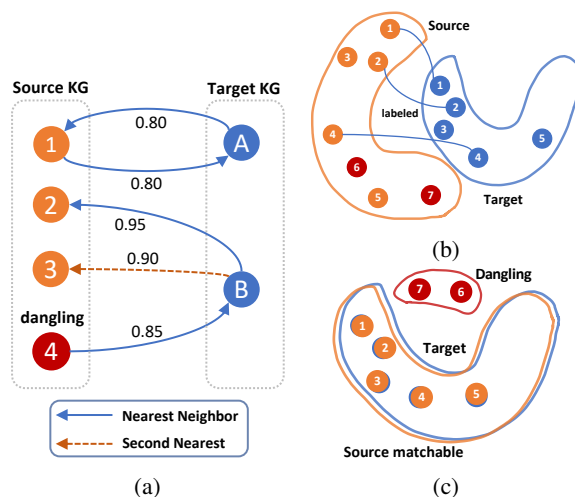 Source KG
Target KG
1
0.80
A
0.80
2
0.95
3
0.90
B
dangling
4
0.85
Nearest Neighbor
Second Nearest
(a)
Source
1
3
2
1
labeled
2
3
4
4
5
6
5
7
Target
(b)
Dangling
7
6
1
Target
2
3
4
5
Source matchable
(c)